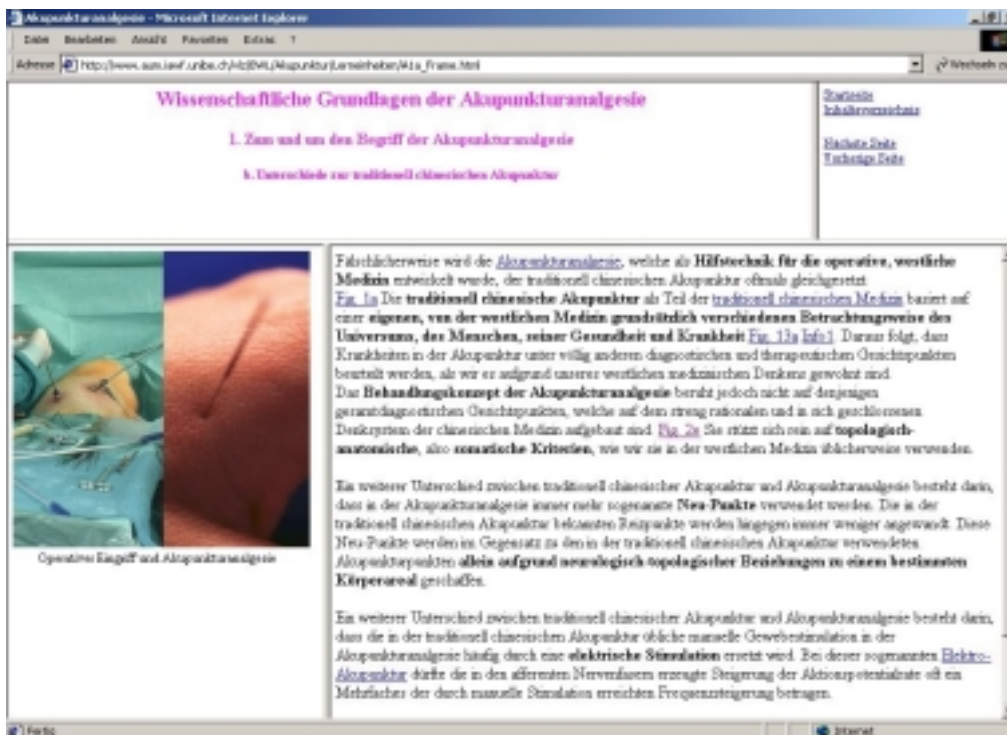 Akupunkturanalgesie - Microsoft Internet Explorer
Datei Bearbeiten Ansicht Favoriten Extras ?
Adresse
Wechseln zu
Wissenschaftliche Grundlagen der Akupunkturanalgesie
1. Zum und um den Begriff der Akupunkturanalgesie
b. Unterschiede zur traditionell chinesischen Akupunktur
Startseite
Inhaltsverzeichnis
Nächste Seite
Vorherige Seite
Operativer Eingriff und Akupunkturanalgesie
Fälschlicherweise wird die Akupunkturanalgesie, welche als Hilfstechnik für die operative, westliche
Medizin entwickelt wurde, der traditionell chinesischen Akupunktur oftmals gleichgesetzt
Fig. 1a Die traditionell chinesische Akupunktur als Teil der traditionell chinesischen Medizin basiert auf
einer eigenen, von der westlichen Medizin grundsätzlich verschiedenen Betrachtungsweise des
Universums, des Menschen, seiner Gesundheit und Krankheit Fig. 13a Info1. Daraus folgt, dass
Krankheiten in der Akupunktur unter völlig anderen diagnostischen und therapeutischen Gesichtspunkten
beurteilt werden, als wir es aufgrund unseres westlichen medizinischen Denkens gewohnt sind.
Das Behandlungskonzept der Akupunkturanalgesie beruht jedoch nicht auf denjenigen
gesamtdiagnostischen Gesichtspunkten, welche auf dem streng rationalen und in sich geschlossenen
Denksystem der chinesischen Medizin aufgebaut sind. Sie stützt sich rein auf topologisch-
anatomische, also somatische Kriterien, wie wir sie in der westlichen Medizin üblicherweise verwenden.
Ein weiterer Unterschied zwischen traditionell chinesischer Akupunktur und Akupunkturanalgesie besteht darin,
dass in der Akupunkturanalgesie immer mehr sogenannte Neu-Punkte verwendet werden. Die in der
traditionell chinesischen Akupunktur bekannten Reizpunkte werden hingegen immer weniger angewandt. Diese
Neu-Punkte werden im Gegensatz zu den in der traditionell chinesischen Akupunktur verwendeten
Akupunkturpunkten allein aufgrund neurologisch-topologischer Beziehungen zu einem bestimmten
Körperareal geschaffen.
Ein weiterer Unterschied zwischen traditionell chinesischer Akupunktur und Akupunkturanalgesie besteht darin,
dass die in der traditionell chinesischen Akupunktur übliche manuelle Gewebestimulation in der
Akupunkturanalgesie häufig durch eine elektrische Stimulation ersetzt wird. Bei dieser sogenannten Elektro-
Akupunktur dürfte die in den afferenten Nervenfasern erzeugte Steigerung der Aktionspotentialrate oft ein
Mehrfaches der durch manuelle Stimulation erreichten Frequenzsteigerung betragen.
Fertig
Internet